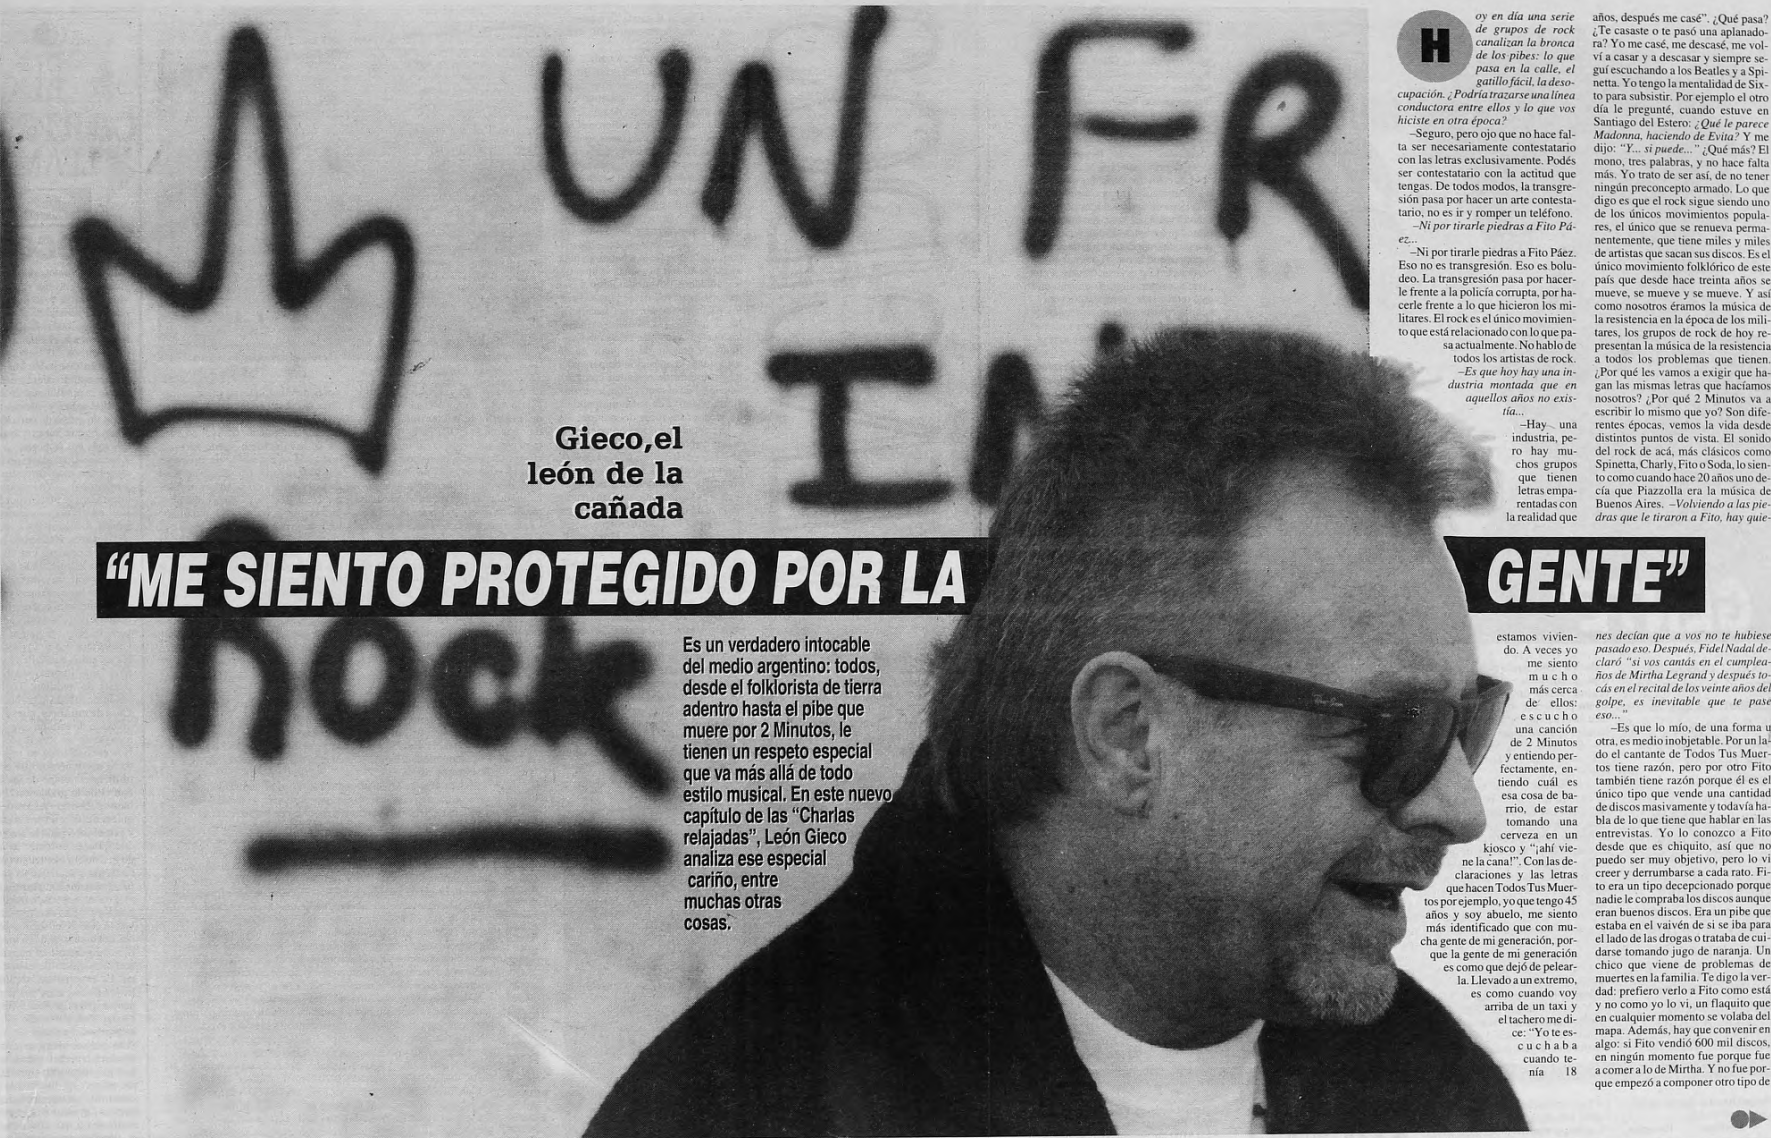 UN FR
IN
Rock
Gieco,el
león de la
cañada
“ME SIENTO PROTEGIDO POR LA GENTE”
Es un verdadero intocable
del medio argentino: todos,
desde el folklorista de tierra
adentro hasta el pibe que
muere por 2 Minutos, le
tienen un respeto especial
que va más allá de todo
estilo musical. En este nuevo
capítulo de las “Charlas
relajadas”, León Gieco
analiza ese especial
cariño, entre
muchas otras
cosas.
H
oy en día una serie
de grupos de rock
canalizan la bronca
de los pibes: lo que
pasa en la calle, el
gatillo fácil, la deso-
cupación. ¿Podría trazarse una línea
conductora entre ellos y lo que vos
hiciste en otra época?
–Seguro, pero ojo que no hace fal-
ta ser necesariamente contestatario
con las letras exclusivamente. Podés
ser contestatario con la actitud que
tengas. De todos modos, la transgre-
sión pasa por hacer un arte contesta-
tario, no es ir y romper un teléfono.
–Ni por tirarle piedras a Fito Pá-
ez...
–Ni por tirarle piedras a Fito Páez.
Eso no es transgresión. Eso es bolu-
deo. La transgresión pasa por hacer-
le frente a la policía corrupta, por ha-
cerle frente a lo que hicieron los mi-
litares. El rock es el único movimien-
to que está relacionado con lo que pa-
sa actualmente. No hablo de
todos los artistas de rock.
–Es que hoy hay una in-
dustria montada que en
aquellos años no exis-
tía...
–Hay una
industria, pe-
ro hay mu-
chos grupos
que tienen
letras empa-
rentadas con
la realidad que
estamos vivien-
do. A veces yo
me siento
mucho
más cerca
de ellos:
escucho
una canción
de 2 Minutos
y entiendo per-
fectamente, en-
tiendo cuál es
esa cosa de ba-
rrio, de estar
tomando una
cerveza en un
kiosco y “¡ahí vie-
ne la cana!”. Con las de-
claraciones y las letras
que hacen Todos Tus Muer-
tos por ejemplo, yo que tengo 45
años y soy abuelo, me siento
más identificado que con mu-
cha gente de mi generación, por-
que la gente de mi generación
es como que dejó de pelear-
la. Llevado a un extremo,
es como cuando voy
arriba de un taxi y
el tachero me di-
ce: “Yo te es-
cuchaba
cuando te-
nía 18
años, después me casé”. ¿Qué pasa?
¿Te casaste o te pasó una aplanado-
ra? Yo me casé, me descasé, me vol-
ví a casar y a descasar y siempre se-
guí escuchando a los Beatles y a Spi-
netta. Yo tengo la mentalidad de Six-
to para subsistir. Por ejemplo el otro
día le pregunté, cuando estuve en
Santiago del Estero: ¿Qué le parece
Madonna, haciendo de Evita? Y me
dijo: “Y... si puede...” ¿Qué más? El
mono, tres palabras, y no hace falta
más. Yo trato de ser así, de no tener
ningún preconcepto armado. Lo que
digo es que el rock sigue siendo uno
de los únicos movimientos popula-
res, el único que se renueva perma-
nentemente, que tiene miles y miles
de artistas que sacan sus discos. Es el
único movimiento folklórico de este
país que desde hace treinta años se
mueve, se mueve y se mueve. Y así
como nosotros éramos la música de
la resistencia en la época de los mili-
tares, los grupos de rock de hoy re-
presentan la música de la resistencia
a todos los problemas que tienen.
¿Por qué les vamos a exigir que ha-
gan las mismas letras que hacíamos
nosotros? ¿Por qué 2 Minutos va a
escribir lo mismo que yo? Son dife-
rentes épocas, vemos la vida desde
distintos puntos de vista. El sonido
del rock de acá, más clásicos como
Spinetta, Charly, Fito o Soda, lo sien-
to como cuando hace 20 años uno de-
cía que Piazzolla era la música de
Buenos Aires. –Volviendo a las pie-
dras que le tiraron a Fito, hay quie-
nes decían que a vos no te hubiese
pasado eso. Después, Fidel Nadal de-
claró “si vos cantás en el cumplea-
ños de Mirtha Legrand y después to-
cás en el recital de los veinte años del
golpe, es inevitable que te pase
eso...”
–Es que lo mío, de una forma u
otra, es medio inobjetable. Por un la-
do el cantante de Todos Tus Muer-
tos tiene razón, pero por otro Fito
también tiene razón porque él es el
único tipo que vende una cantidad
de discos masivamente y todavía ha-
bla de lo que tiene que hablar en las
entrevistas. Yo lo conozco a Fito
desde que es chiquito, así que no
puedo ser muy objetivo, pero lo vi
creer y derrumbarse a cada rato. Fi-
to era un tipo decepcionado porque
nadie le compraba los discos aunque
eran buenos discos. Era un pibe que
estaba en el vaivén de si se iba para
el lado de las drogas o trataba de cui-
darse tomando jugo de naranja. Un
chico que viene de problemas de
muertes en la familia. Te digo la ver-
dad: prefiero verlo a Fito como está
y no como yo lo vi, un flaquito que
en cualquier momento se volaba del
mapa. Además, hay que convenir en
algo: si Fito vendió 600 mil discos,
en ningún momento fue porque fue
a comer a lo de Mirtha. Y no fue por-
que empezó a componer otro tipo de